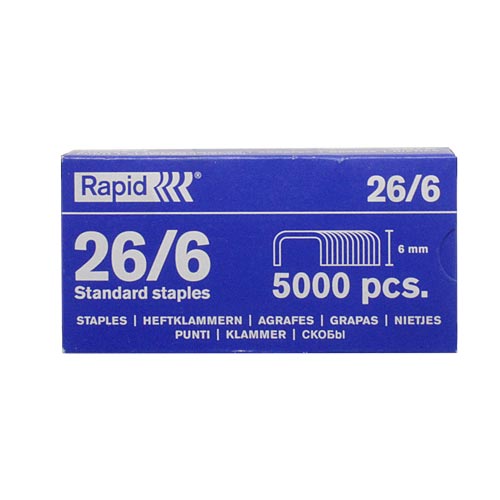 Rapid ®
26/6
26/6
Standard staples
6 mm
5000 pcs.
STAPLES | HEFTKLAMMERN | AGRAFES | GRAPAS | NIETJES
PUNTI | KLAMMER | СКОБЫ